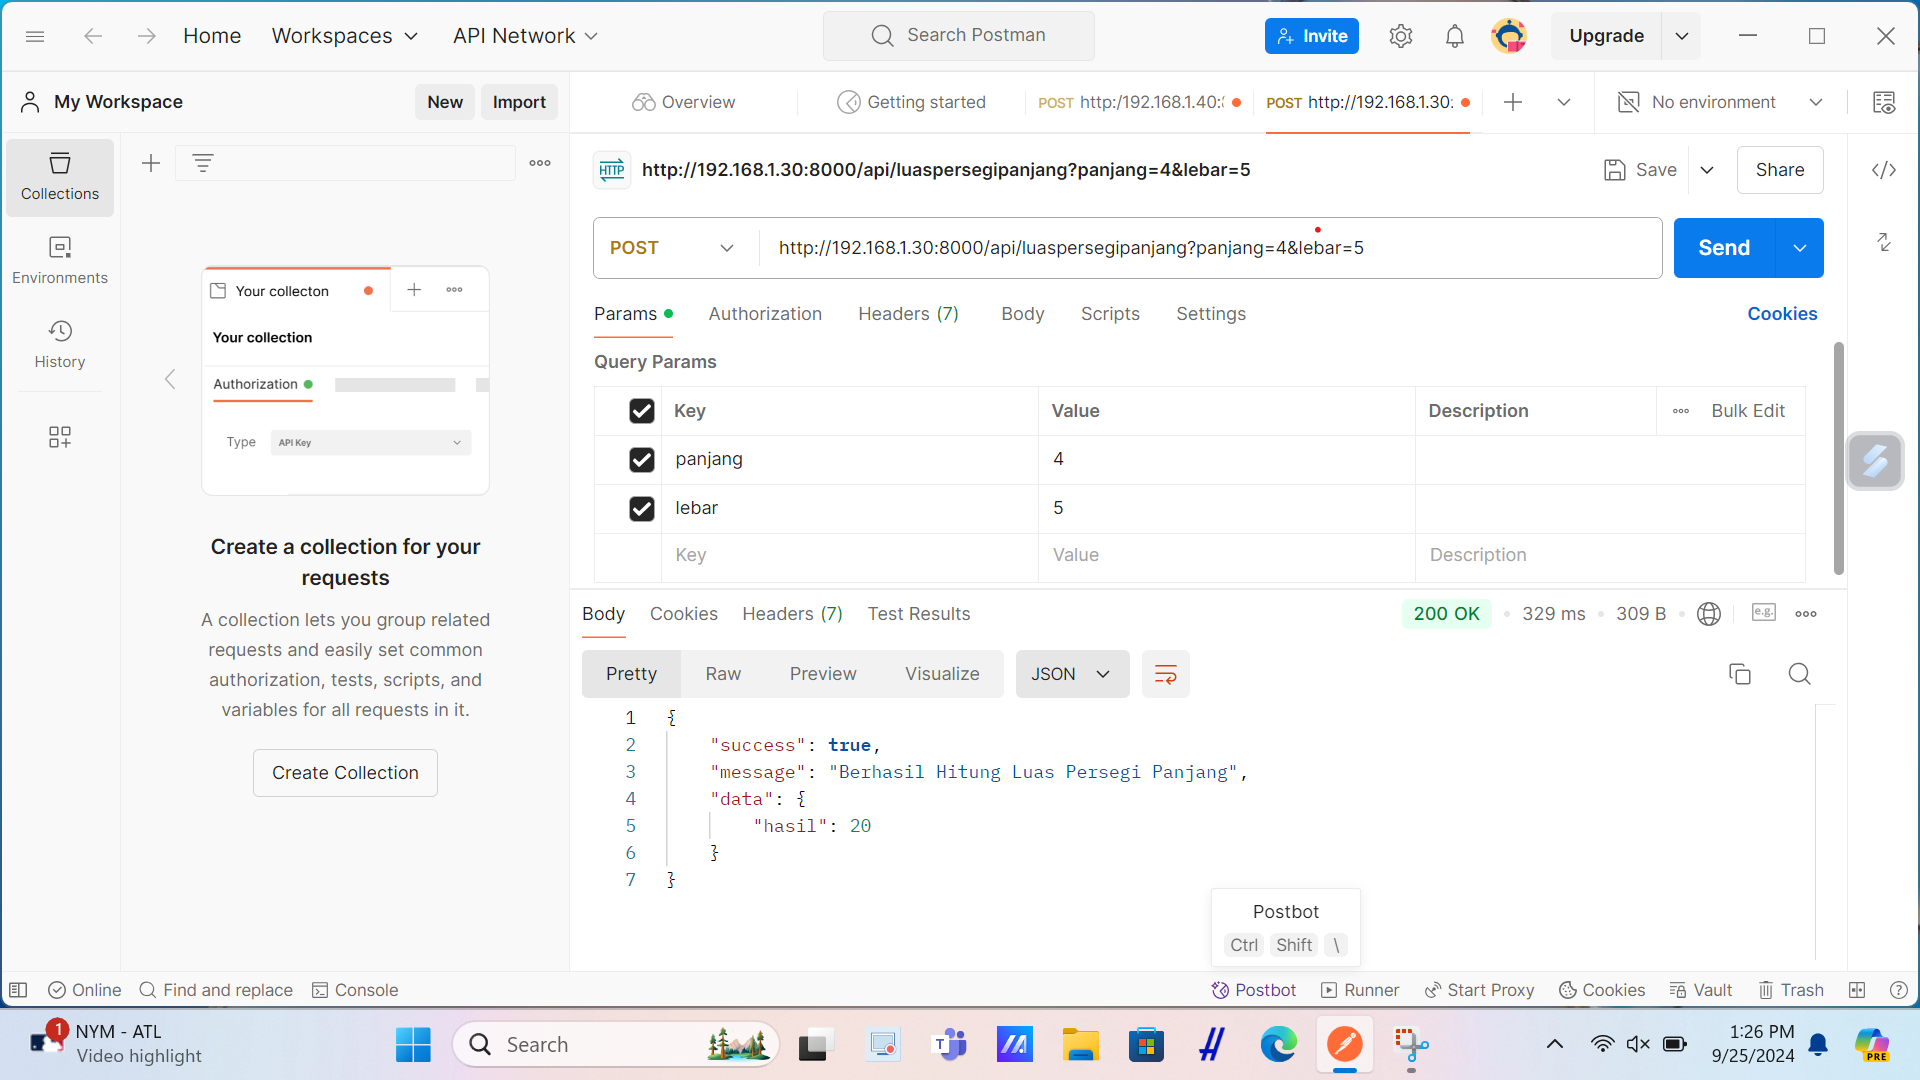 Home
Workspaces
API Network
Search Postman
Invite
Upgrade
My Workspace
New
Import
Overview
Getting started
POST http:/192.168.1.40:
POST http://192.168.1.30:
No environment
Collections
Environments
History
HTTP
http://192.168.1.30:8000/api/luaspersegipanjang?panjang=4&lebar=5
Save
Share
POST
http://192.168.1.30:8000/api/luaspersegipanjang?panjang=4&lebar=5
Send
Params
Authorization
Headers (7)
Body
Scripts
Settings
Cookies
Query Params
Key Value Description Bulk Edit
panjang 4
lebar 5
Key Value Description
Your collecton
Your collection
Authorization
Type API Key
Create a collection for your
requests
A collection lets you group related
requests and easily set common
authorization, tests, scripts, and
variables for all requests in it.
Create Collection
Body
Cookies
Headers (7)
Test Results
200 OK
329 ms
309 B
e.g.
Pretty
Raw
Preview
Visualize
JSON
1 {
2 "success": true,
3 "message": "Berhasil Hitung Luas Persegi Panjang",
4 "data": {
5 "hasil": 20
6 }
7 }
Postbot
Ctrl Shift \
Online
Find and replace
Console
Postbot
Runner
Start Proxy
Cookies
Vault
Trash
1
NYM - ATL
Video highlight
Search
T
PRE
1:26 PM
9/25/2024